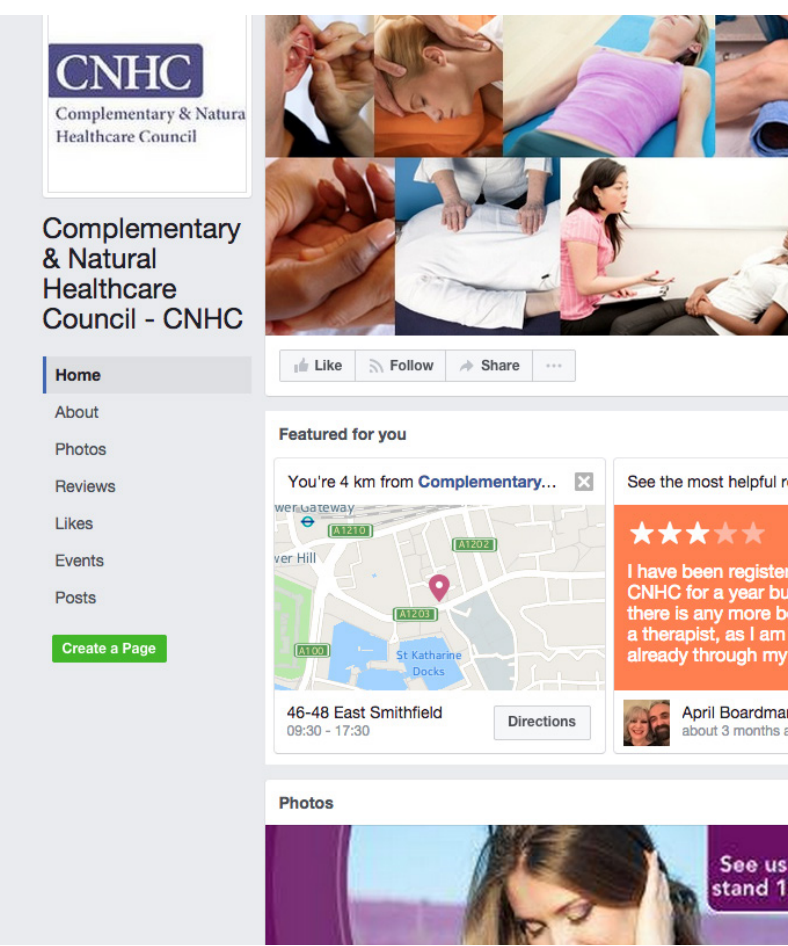 CNHC
Complementary & Natura
Healthcare Council
Complementary
& Natural
Healthcare
Council - CNHC
Home
About
Photos
Reviews
Likes
Events
Posts
Create a Page
Like
Follow
Share
Featured for you
You're 4 km from Complementary...
wer Gateway
A1210
A1202
ver Hill
A1203
A100
St Katharine
Docks
46-48 East Smithfield
09:30 - 17:30
Directions
See the most helpful r
I have been register
CNHC for a year bu
there is any more b
a therapist, as I am
already through my
April Boardmar
about 3 months a
Photos
See us
stand 1